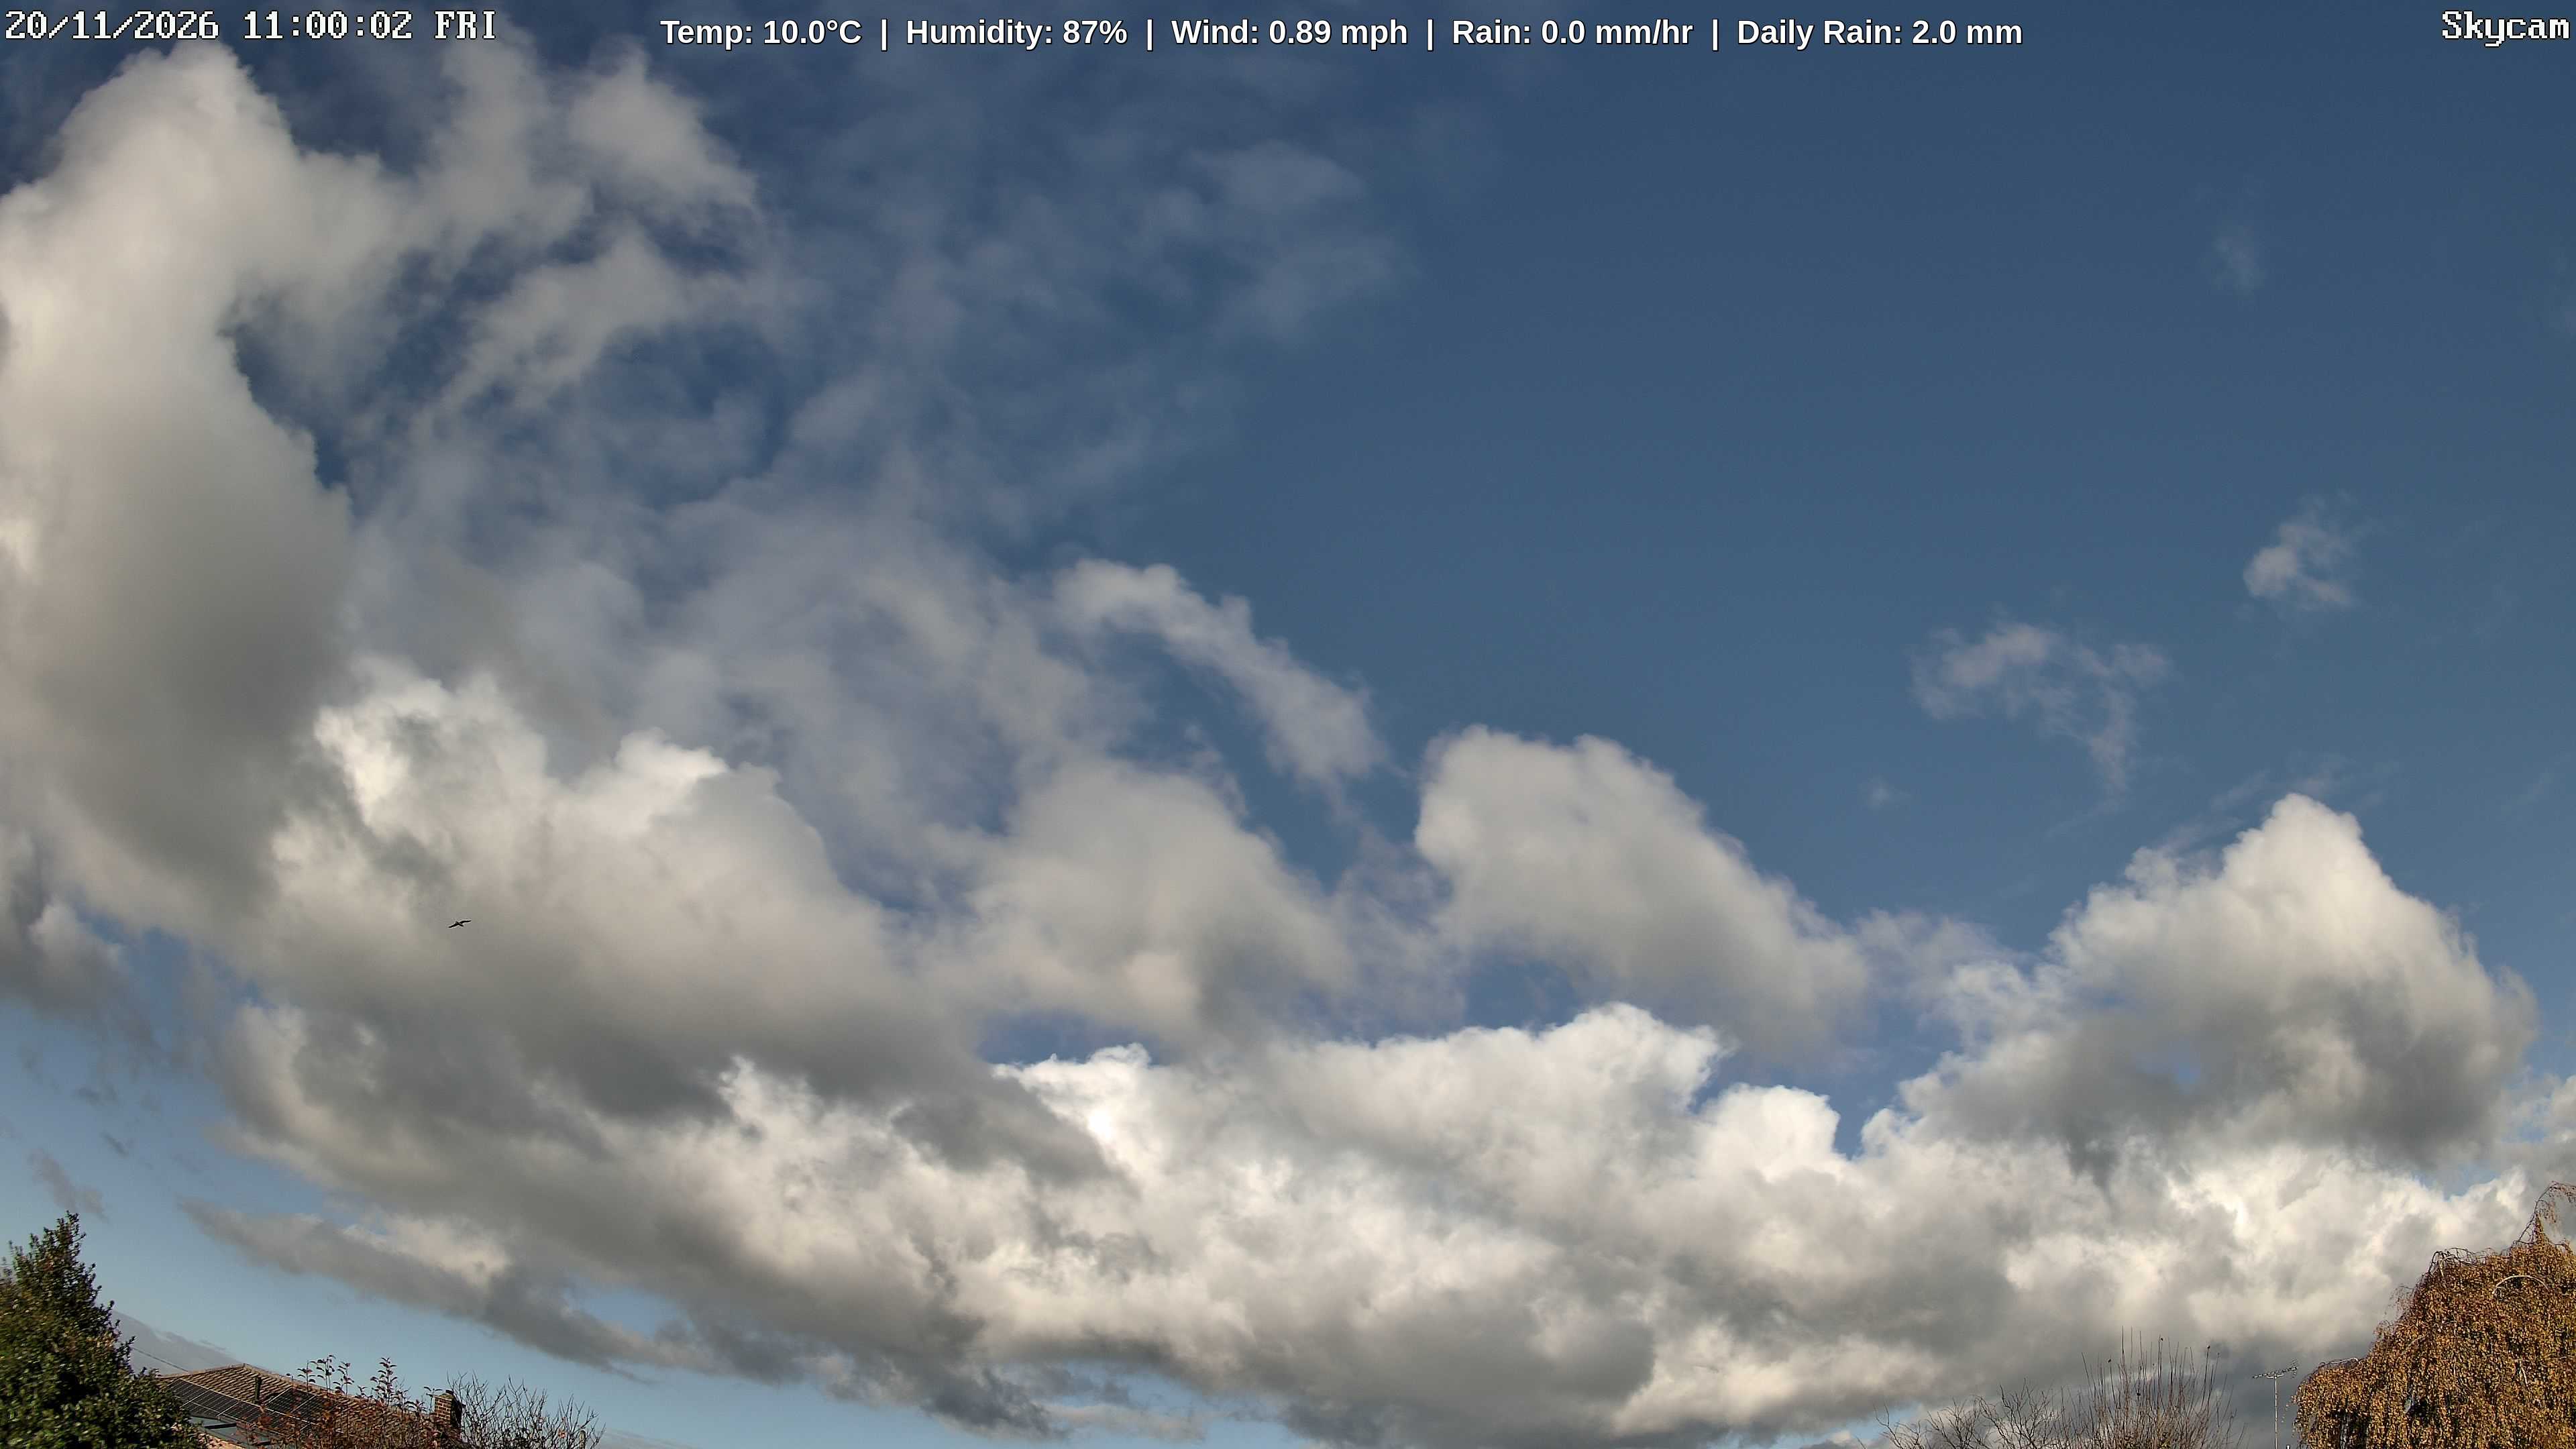 20/11/2026 11:00:02 FRI
Temp: 10.0°C | Humidity: 87% | Wind: 0.89 mph | Rain: 0.0 mm/hr | Daily Rain: 2.0 mm
Skycam